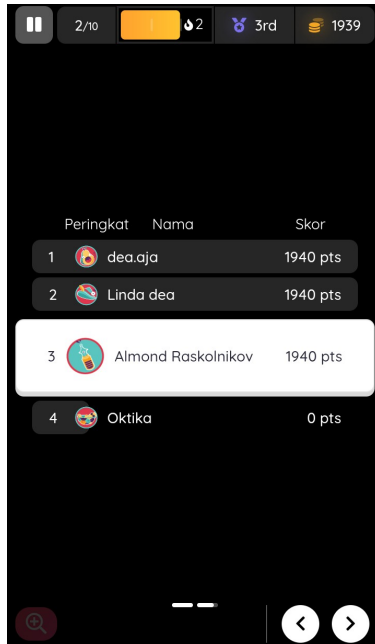 2/10 2 3rd 1939
Peringkat Nama Skor
1 dea.aja 1940 pts
2 Linda dea 1940 pts
3 Almond Raskolnikov 1940 pts
4 Oktika 0 pts